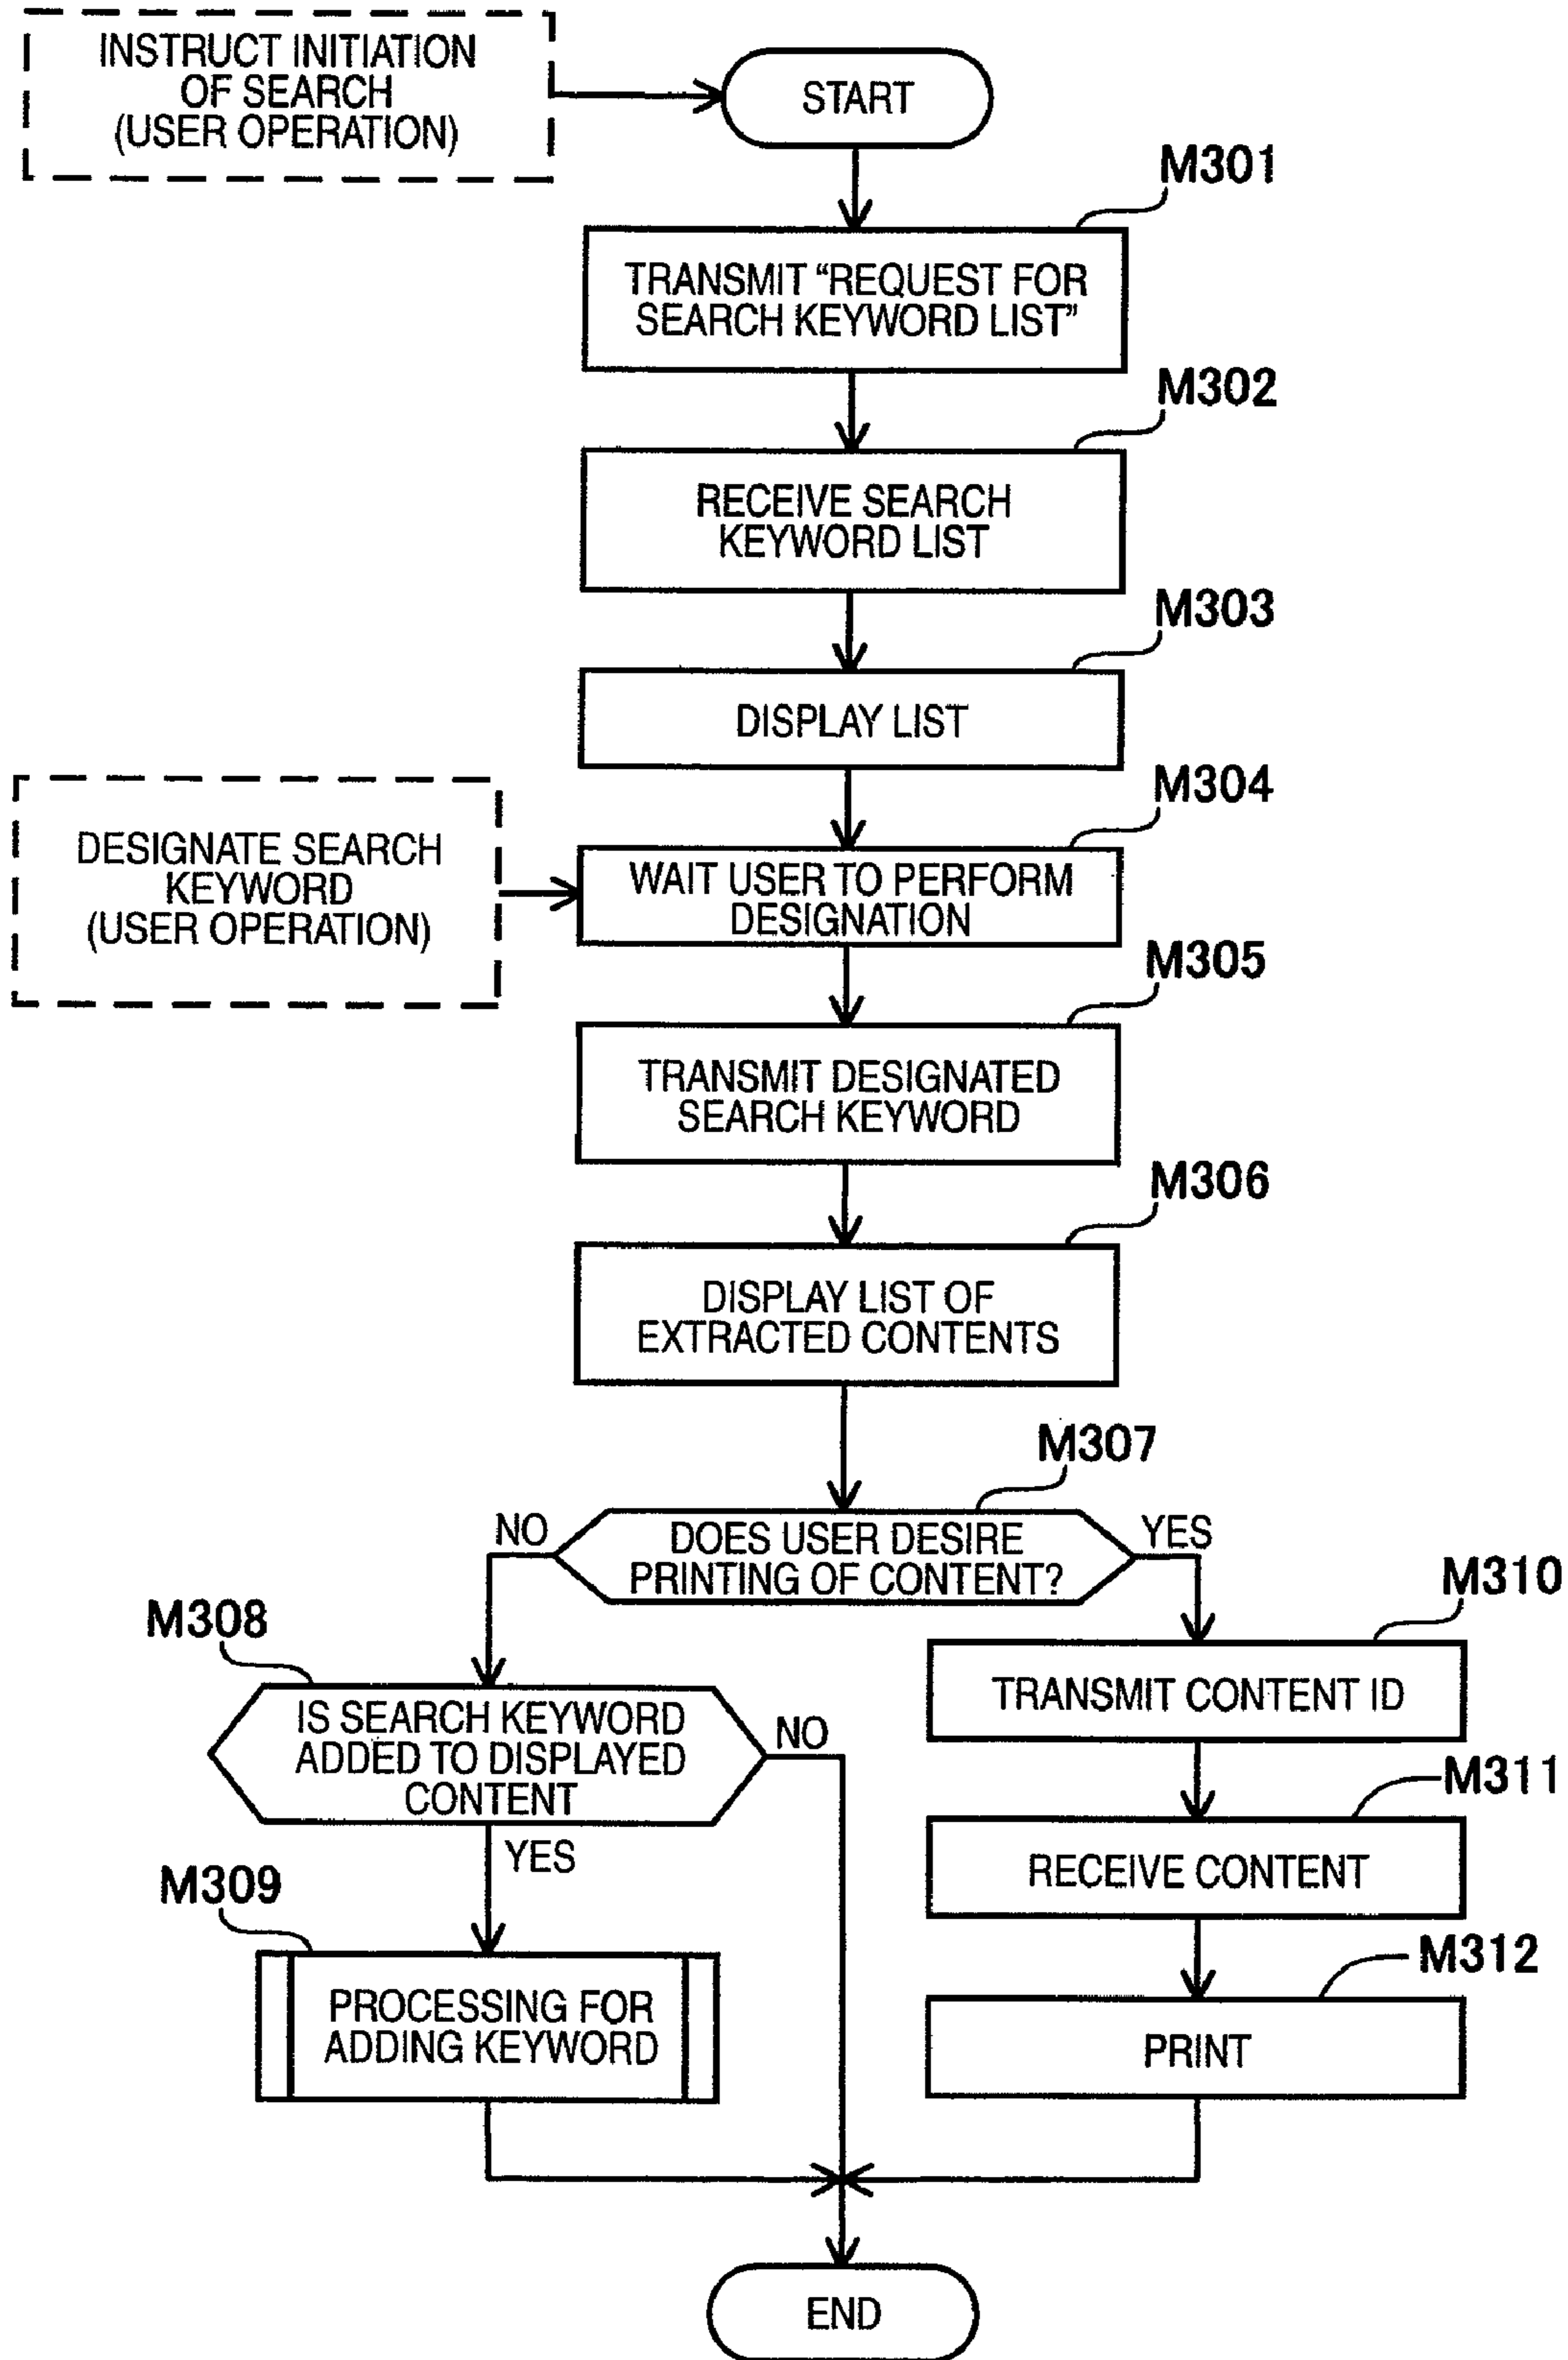 INSTRUCT INITIATION
OF SEARCH
(USER OPERATION)
START
M301
TRANSMIT “REQUEST FOR
SEARCH KEYWORD LIST”
M302
RECEIVE SEARCH
KEYWORD LIST
M303
DISPLAY LIST
M304
DESIGNATE SEARCH
KEYWORD
(USER OPERATION)
WAIT USER TO PERFORM
DESIGNATION
M305
TRANSMIT DESIGNATED
SEARCH KEYWORD
M306
DISPLAY LIST OF
EXTRACTED CONTENTS
M307
NO
DOES USER DESIRE
PRINTING OF CONTENT?
YES
M308
IS SEARCH KEYWORD
ADDED TO DISPLAYED
CONTENT
NO
YES
M309
PROCESSING FOR
ADDING KEYWORD
M310
TRANSMIT CONTENT ID
M311
RECEIVE CONTENT
M312
PRINT
END